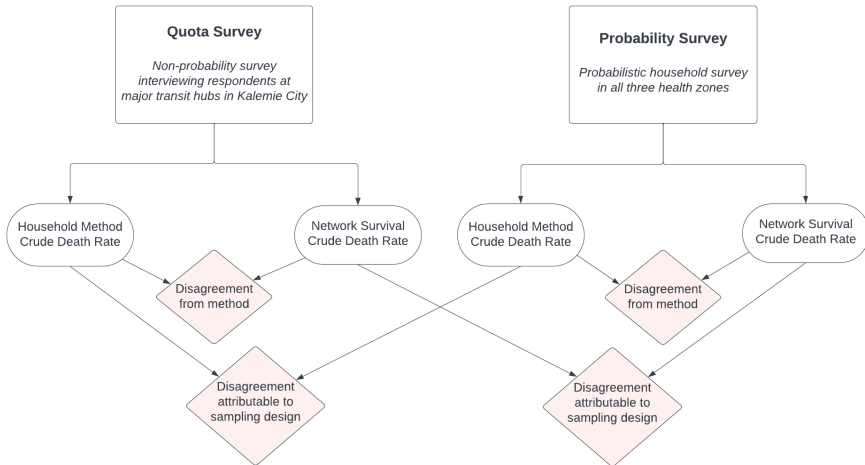 Quota Survey
Non-probability survey
interviewing respondents at
major transit hubs in Kalemie City
Probability Survey
Probabilistic household survey
in all three health zones
Household Method
Crude Death Rate
Network Survival
Crude Death Rate
Household Method
Crude Death Rate
Network Survival
Crude Death Rate
Disagreement
from method
Disagreement
from method
Disagreement
attributable to
sampling design
Disagreement
attributable to
sampling design